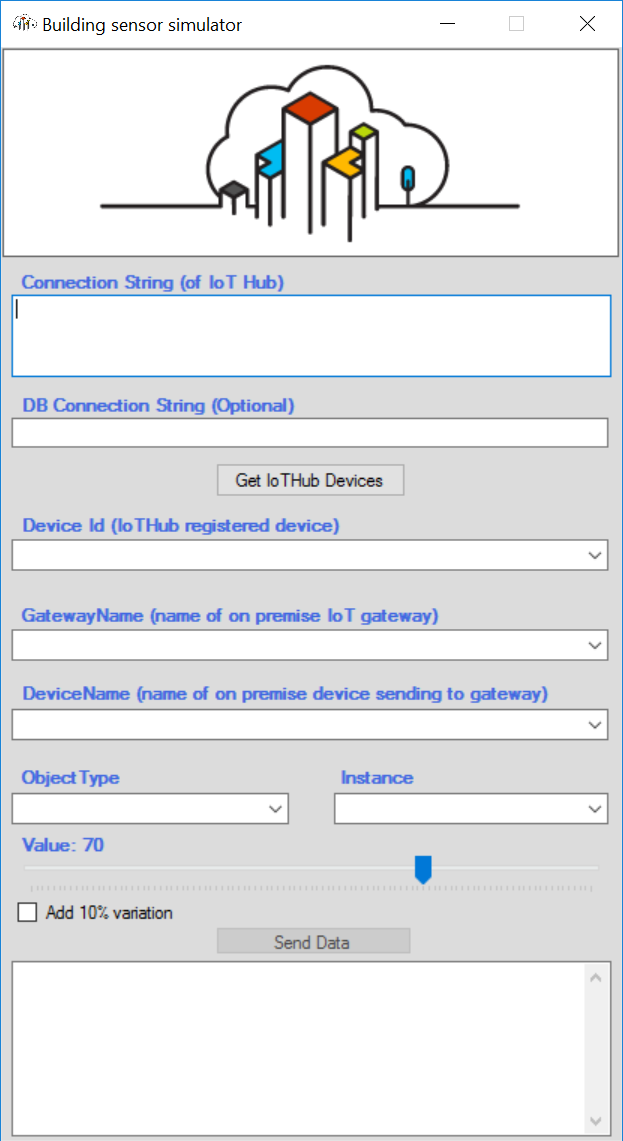 Building sensor simulator
Connection String (of IoT Hub)
DB Connection String (Optional)
Get IoTHub Devices
Device Id (IoTHub registered device)
GatewayName (name of on premise IoT gateway)
DeviceName (name of on premise device sending to gateway)
ObjectType Instance
Value: 70
Add 10% variation
Send Data